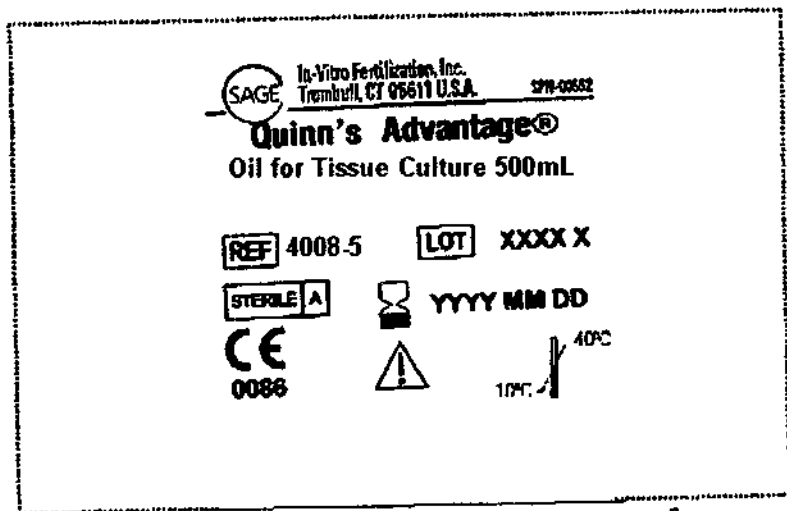 SAGE
In-Vitro Fertilization, Inc.
Trumbull, CT 06611 U.S.A.
Quinn's Advantage®
Oil for Tissue Culture 500mL
REF 4008-5 LOT XXXX X
STERILE A YYYY MM DD
CE
0086
40°C
10°C